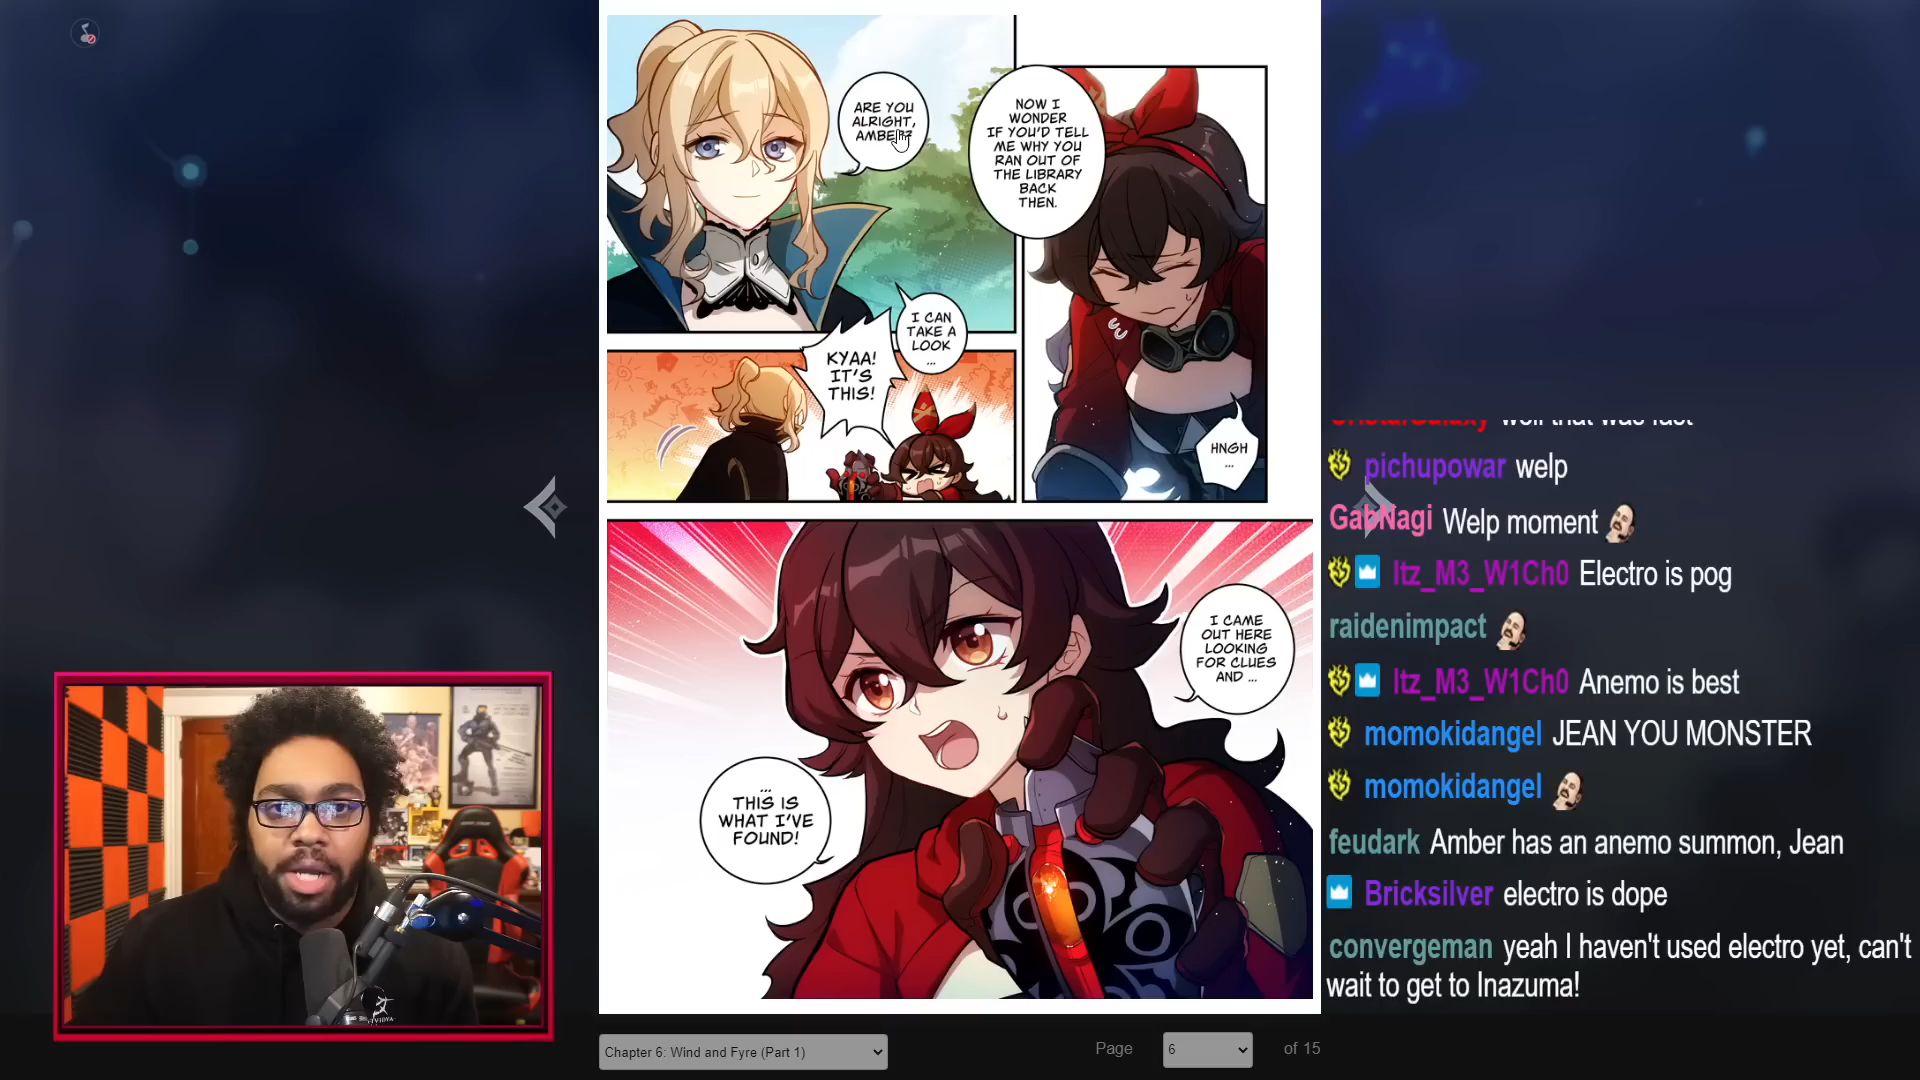 ARE YOU
ALRIGHT,
AMBER?
NOW I
WONDER
IF YOU'D TELL
ME WHY YOU
RAN OUT OF
THE LIBRARY
BACK
THEN.
I CAN
TAKE A
LOOK
...
KYAA!
IT'S
THIS!
HNGH
...
I CAME
OUT HERE
LOOKING
FOR CLUES
AND ...
...
THIS IS
WHAT I'VE
FOUND!
well that was fast
pichupowar welp
GabNagi Welp moment
Itz_M3_W1Ch0 Electro is pog
raidenimpact
Itz_M3_W1Ch0 Anemo is best
momokidangel JEAN YOU MONSTER
momokidangel
feudark Amber has an anemo summon, Jean
Bricksilver electro is dope
convergeman yeah I haven't used electro yet, can't
wait to get to Inazuma!
Chapter 6: Wind and Fyre (Part 1)
Page 6 of 15